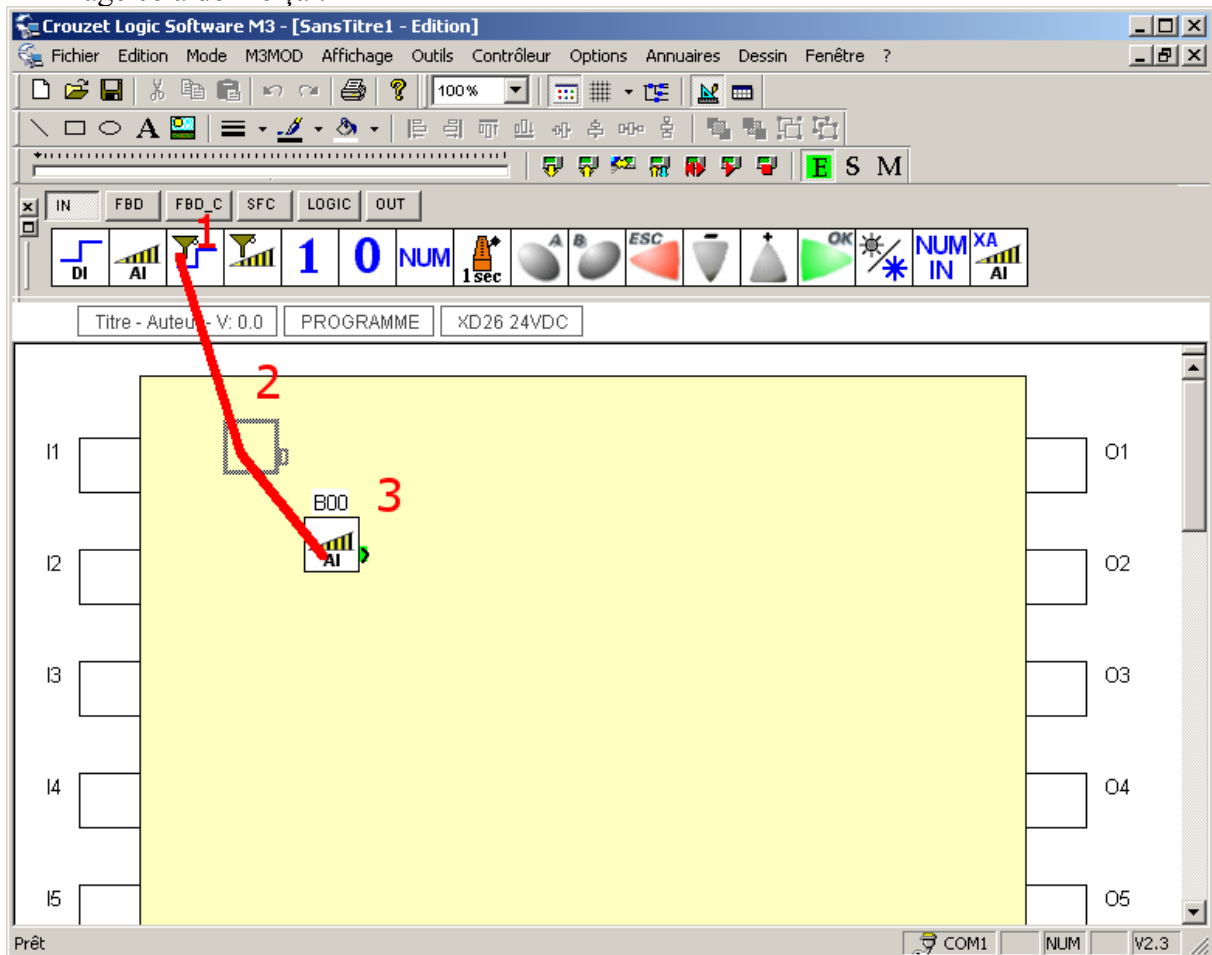 Crouzet Logic Software M3 - [SansTitre1 - Edition]
Fichier Edition Mode M3MOD Affichage Outils Contrôleur Options Annuaires Dessin Fenêtre ?
100%
A
E S M
IN FBD FBD_C SFC LOGIC OUT
1
DI AI 1 0 NUM 1 sec A B ESC - + OK NUM IN XA AI
Titre - Auteur - V: 0.0 PROGRAMME XD26 24VDC
2
I1 O1
B00 3
AI
I2 O2
I3 O3
I4 O4
I5 O5
Prêt COM1 NUM V2.3